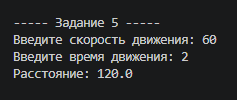 ----- Задание 5 -----
Введите скорость движения: 60
Введите время движения: 2
Расстояние: 120.0